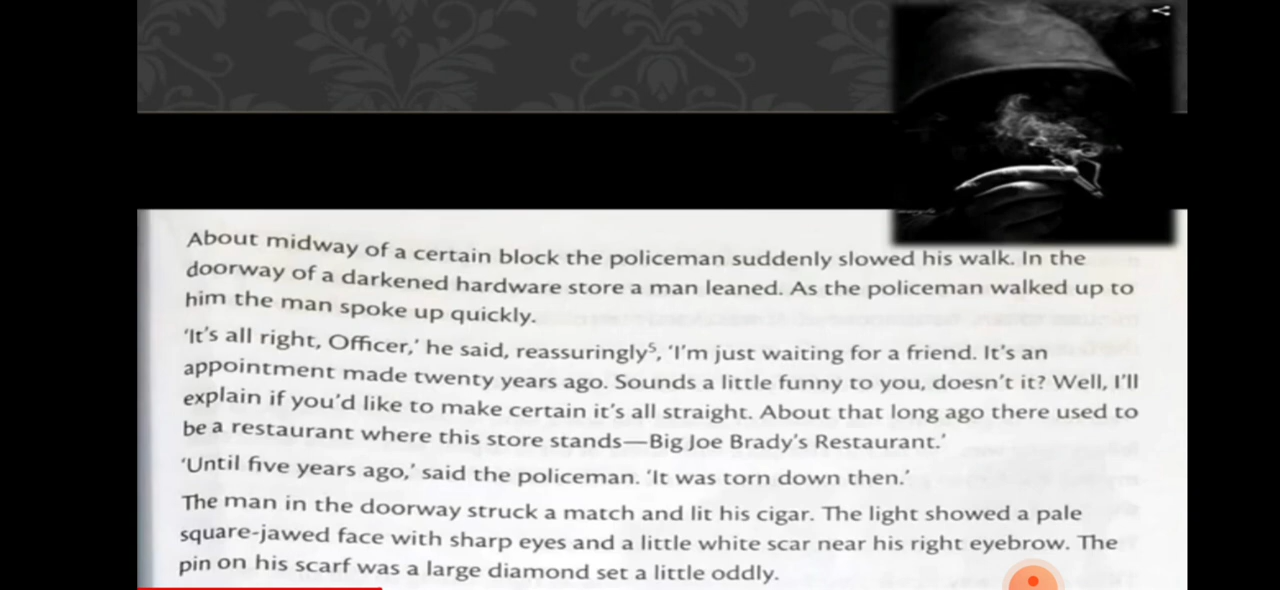 About midway of a certain block the policeman suddenly slowed his walk. In the
doorway of a darkened hardware store a man leaned. As the policeman walked up to
him the man spoke up quickly.
‘It’s all right, Officer,’ he said, reassuringly⁵, ‘I’m just waiting for a friend. It’s an
appointment made twenty years ago. Sounds a little funny to you, doesn’t it? Well, I’ll
explain if you’d like to make certain it’s all straight. About that long ago there used to
be a restaurant where this store stands—Big Joe Brady’s Restaurant.’
‘Until five years ago,’ said the policeman. ‘It was torn down then.’
The man in the doorway struck a match and lit his cigar. The light showed a pale
square-jawed face with sharp eyes and a little white scar near his right eyebrow. The
pin on his scarf was a large diamond set a little oddly.